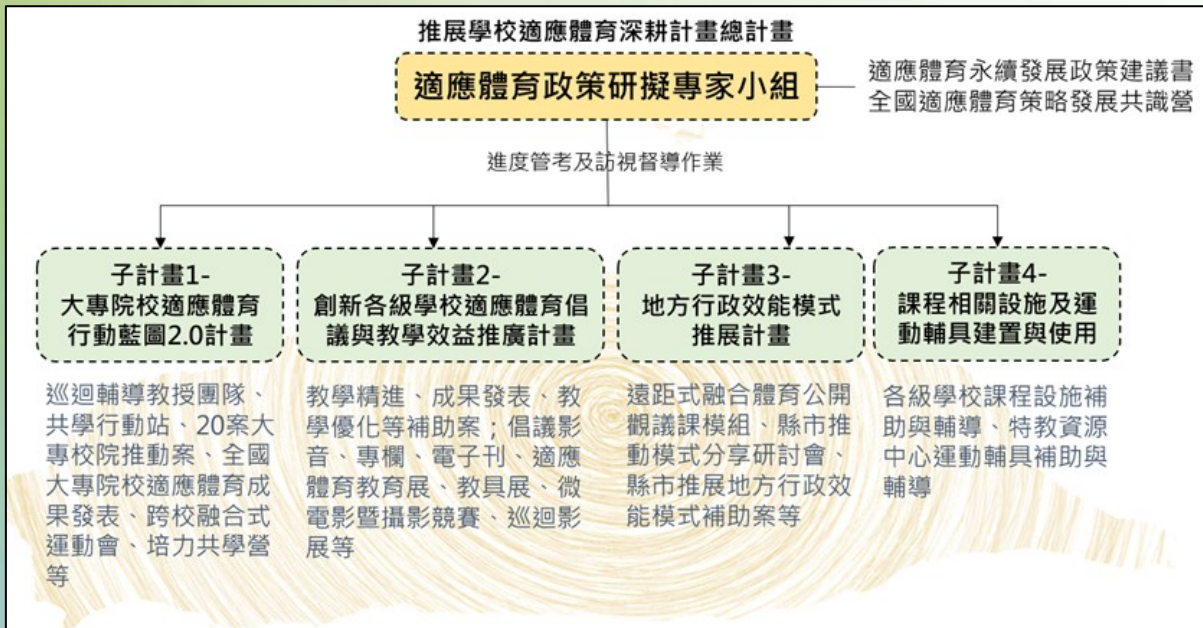 推展學校適應體育深耕計畫總計畫
適應體育政策研擬專家小組
適應體育永續發展政策建議書
全國適應體育策略發展共識營
進度管考及訪視督導作業
子計畫1-
大專院校適應體育
行動藍圖2.0計畫
巡迴輔導教授團隊、
共學行動站、20案大
專校院推動案、全國
大專院校適應體育成
果發表、跨校融合式
運動會、培力共學營
等
子計畫2-
創新各級學校適應體育倡
議與教學效益推廣計畫
教學精進、成果發表、教
學優化等補助案；倡議影
音、專欄、電子刊、適應
體育教育展、教具展、微
電影暨攝影競賽、巡迴影
展等
子計畫3-
地方行政效能模式
推展計畫
遠距式融合體育公開
觀議課模組、縣市推
動模式分享研討會、
縣市推展地方行政效
能模式補助案等
子計畫4-
課程相關設施及運
動輔具建置與使用
各級學校課程設施補
助與輔導、特教資源
中心運動輔具補助與
輔導